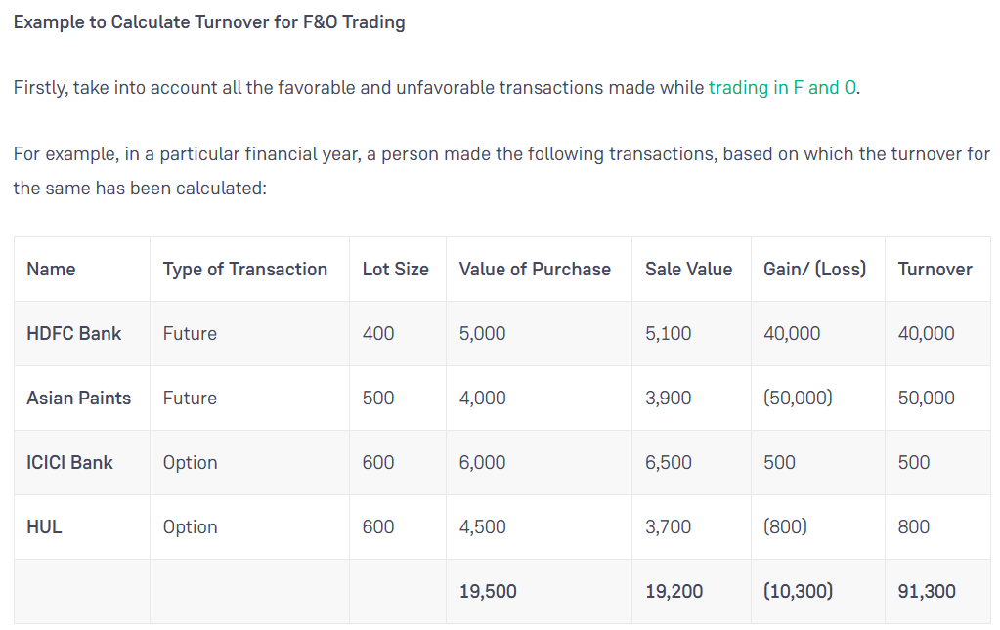 Example to Calculate Turnover for F&O Trading
Firstly, take into account all the favorable and unfavorable transactions made while trading in F and O.
For example, in a particular financial year, a person made the following transactions, based on which the turnover for
the same has been calculated:
Name Type of Transaction Lot Size Value of Purchase Sale Value Gain/ (Loss) Turnover
HDFC Bank Future 400 5,000 5,100 40,000 40,000
Asian Paints Future 500 4,000 3,900 (50,000) 50,000
ICICI Bank Option 600 6,000 6,500 500 500
HUL Option 600 4,500 3,700 (800) 800
19,500 19,200 (10,300) 91,300